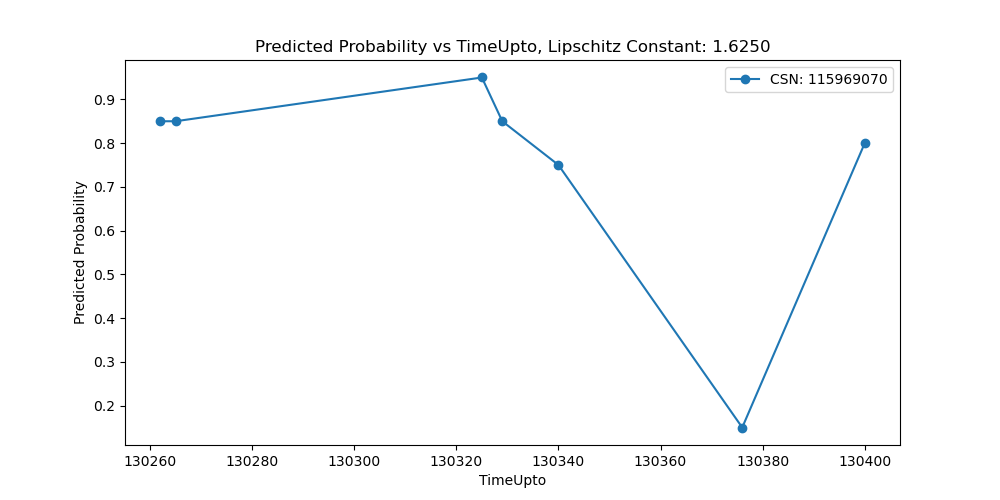 Predicted Probability vs TimeUpto, Lipschitz Constant: 1.6250
CSN: 115969070
Predicted Probability
0.9
0.8
0.7
0.6
0.5
0.4
0.3
0.2
130260 130280 130300 130320 130340 130360 130380 130400
TimeUpto